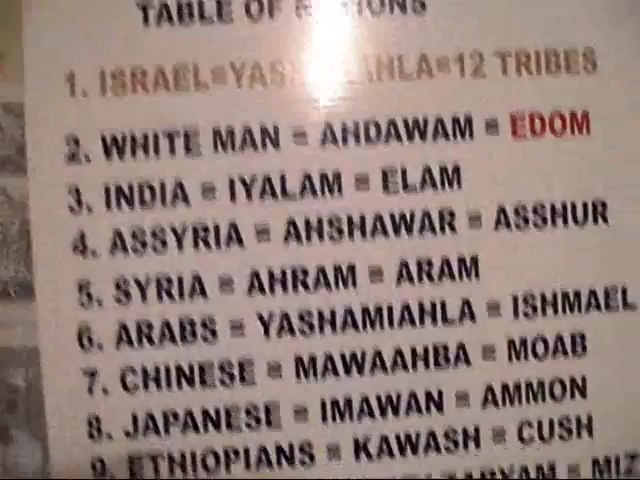 TABLE OF NATIONS
1. ISRAEL=YAS HLA=12 TRIBES
2. WHITE MAN = AHDAWAM = EDOM
3. INDIA = IYALAM = ELAM
4. ASSYRIA = AHSHAWAR = ASSHUR
5. SYRIA = AHRAM = ARAM
6. ARABS = YASHAMIAHLA = ISHMAEL
7. CHINESE = MAWAAHBA = MOAB
8. JAPANESE = IMAWAN = AMMON
9. ETHIOPIANS = KAWASH = CUSH